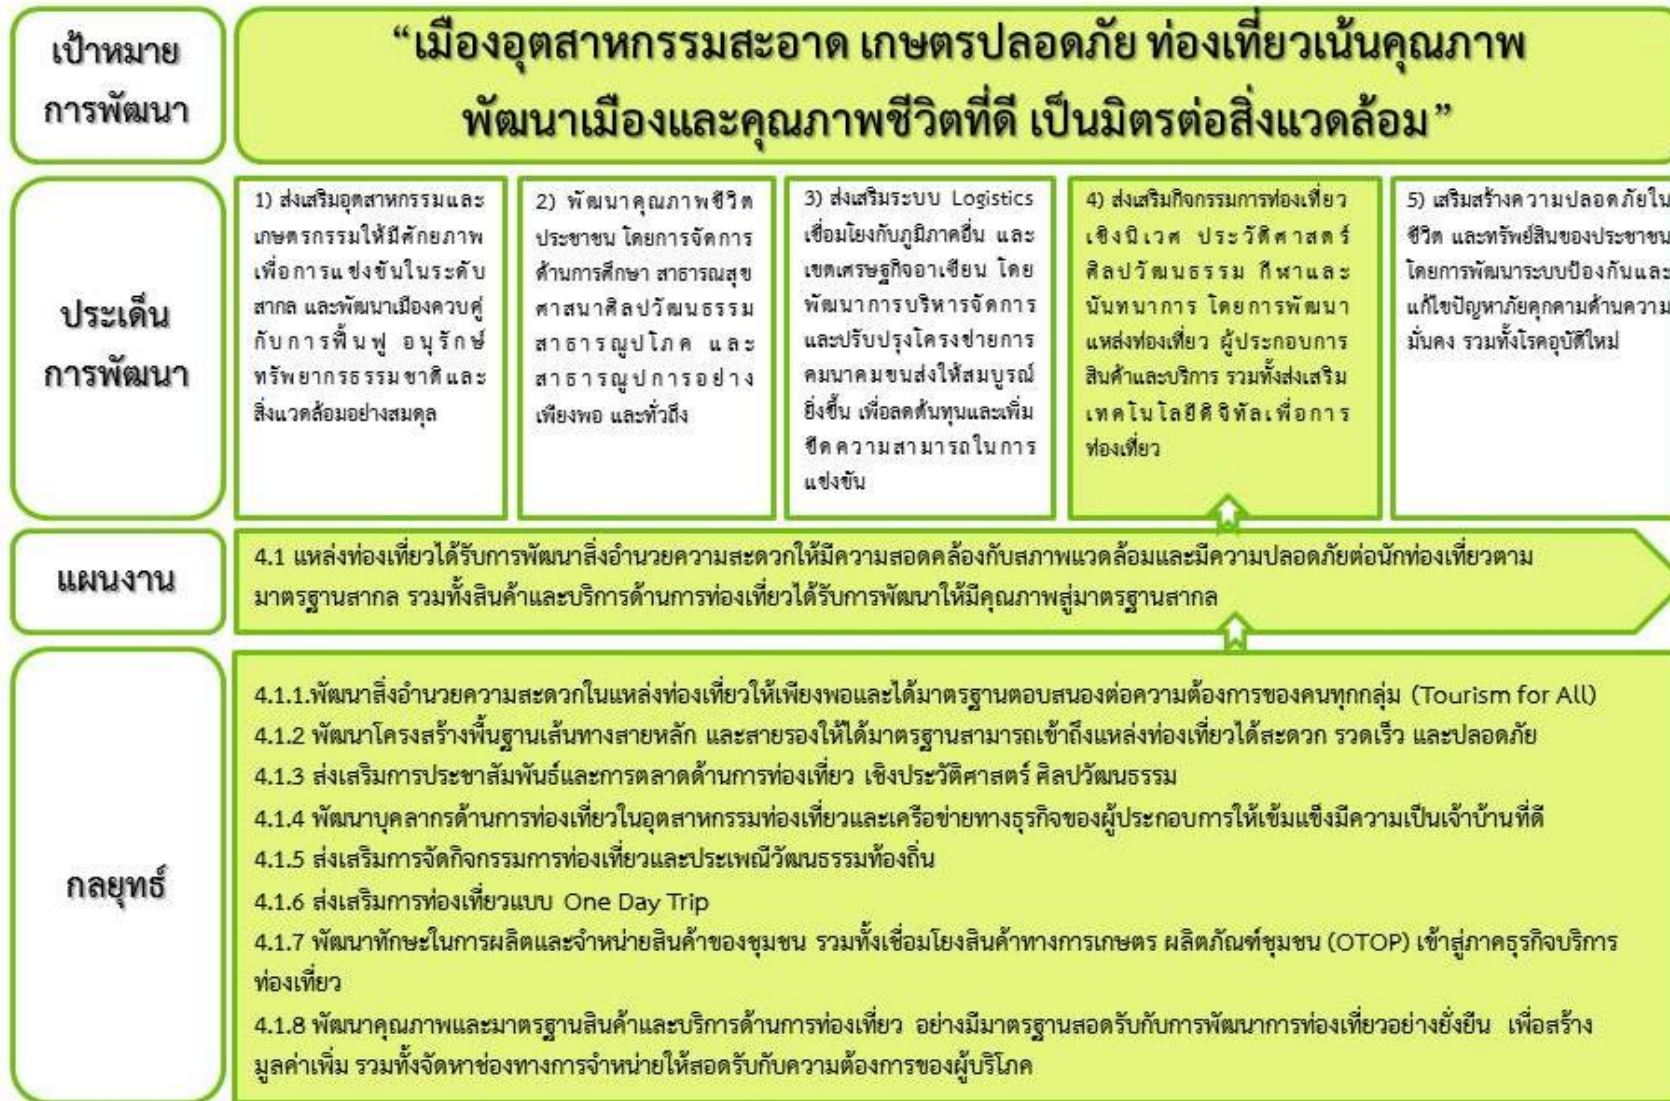 เป้าหมาย
การพัฒนา
“เมืองอุตสาหกรรมสะอาด เกษตรปลอดภัย ท่องเที่ยวเน้นคุณภาพ
พัฒนาเมืองและคุณภาพชีวิตที่ดี เป็นมิตรต่อสิ่งแวดล้อม”
ประเด็น
การพัฒนา
1) ส่งเสริมอุตสาหกรรมและ
เกษตรกรรมให้มีศักยภาพ
เพื่อการแข่งขันในระดับ
สากล และพัฒนาเมืองควบคู่
กับการฟื้นฟู อนุรักษ์
ทรัพยากรธรรมชาติและ
สิ่งแวดล้อมอย่างสมดุล
2) พัฒนาคุณภาพชีวิต
ประชาชน โดยการจัดการ
ด้านการศึกษา สาธารณสุข
ศาสนาศิลปวัฒนธรรม
สาธารณูปโภค และ
สาธารณูปการอย่าง
เพียงพอ และทั่วถึง
3) ส่งเสริมระบบ Logistics
เชื่อมโยงกับภูมิภาคอื่น และ
เขตเศรษฐกิจอาเซียน โดย
พัฒนาการบริหารจัดการ
และปรับปรุงโครงข่ายการ
คมนาคมขนส่งให้สมบูรณ์
ยิ่งขึ้น เพื่อลดต้นทุนและเพิ่ม
ขีดความสามารถในการ
แข่งขัน
4) ส่งเสริมกิจกรรมการท่องเที่ยว
เชิงนิเวศ ประวัติศาสตร์
ศิลปวัฒนธรรม กีฬาและ
นันทนาการ โดยการพัฒนา
แหล่งท่องเที่ยว ผู้ประกอบการ
สินค้าและบริการ รวมทั้งส่งเสริม
เทคโนโลยีดิจิทัลเพื่อการ
ท่องเที่ยว
5) เสริมสร้างความปลอดภัยใน
ชีวิต และทรัพย์สินของประชาชน
โดยการพัฒนาระบบป้องกันและ
แก้ไขปัญหาภัยคุกคามด้านความ
มั่นคง รวมทั้งโรคอุบัติใหม่
แผนงาน
4.1 แหล่งท่องเที่ยวได้รับการพัฒนาสิ่งอำนวยความสะดวกให้มีความสอดคล้องกับสภาพแวดล้อมและมีความปลอดภัยต่อนักท่องเที่ยวตาม
มาตรฐานสากล รวมทั้งสินค้าและบริการด้านการท่องเที่ยวได้รับการพัฒนาให้มีคุณภาพสู่มาตรฐานสากล
กลยุทธ์
4.1.1.พัฒนาสิ่งอำนวยความสะดวกในแหล่งท่องเที่ยวให้เพียงพอและได้มาตรฐานตอบสนองต่อความต้องการของคนทุกกลุ่ม (Tourism for All)
4.1.2 พัฒนาโครงสร้างพื้นฐานเส้นทางสายหลัก และสายรองให้ได้มาตรฐานสามารถเข้าถึงแหล่งท่องเที่ยวได้สะดวก รวดเร็ว และปลอดภัย
4.1.3 ส่งเสริมการประชาสัมพันธ์และการตลาดด้านการท่องเที่ยว เชิงประวัติศาสตร์ ศิลปวัฒนธรรม
4.1.4 พัฒนาบุคลากรด้านการท่องเที่ยวในอุตสาหกรรมท่องเที่ยวและเครือข่ายทางธุรกิจของผู้ประกอบการให้เข้มแข็งมีความเป็นเจ้าบ้านที่ดี
4.1.5 ส่งเสริมการจัดกิจกรรมการท่องเที่ยวและประเพณีวัฒนธรรมท้องถิ่น
4.1.6 ส่งเสริมการท่องเที่ยวแบบ One Day Trip
4.1.7 พัฒนาทักษะในการผลิตและจำหน่ายสินค้าของชุมชน รวมทั้งเชื่อมโยงสินค้าทางการเกษตร ผลิตภัณฑ์ชุมชน (OTOP) เข้าสู่ภาคธุรกิจบริการ
ท่องเที่ยว
4.1.8 พัฒนาคุณภาพและมาตรฐานสินค้าและบริการด้านการท่องเที่ยว อย่างมีมาตรฐานสอดรับกับการพัฒนาการท่องเที่ยวอย่างยั่งยืน เพื่อสร้าง
มูลค่าเพิ่ม รวมทั้งจัดหาช่องทางการจำหน่ายให้สอดรับกับความต้องการของผู้บริโภค